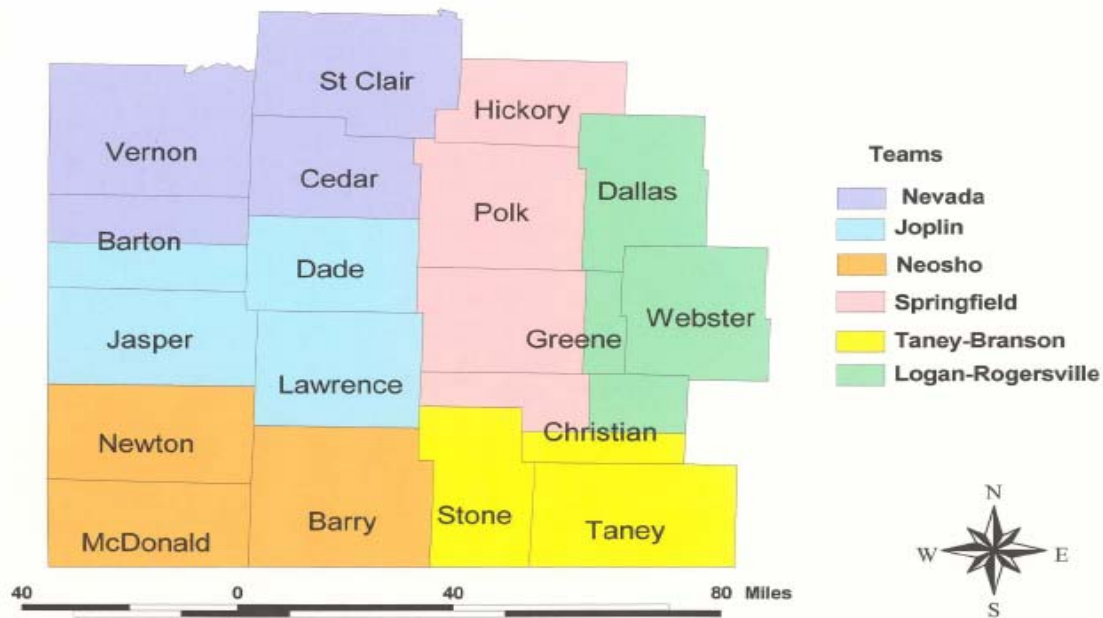 St Clair
Hickory
Vernon
Cedar
Dallas
Polk
Barton
Dade
Webster
Greene
Jasper
Lawrence
Christian
Newton
Barry
Stone
Taney
McDonald
Teams
Nevada
Joplin
Neosho
Springfield
Taney-Branson
Logan-Rogersville
N
W E
S
40 0 40 80 Miles